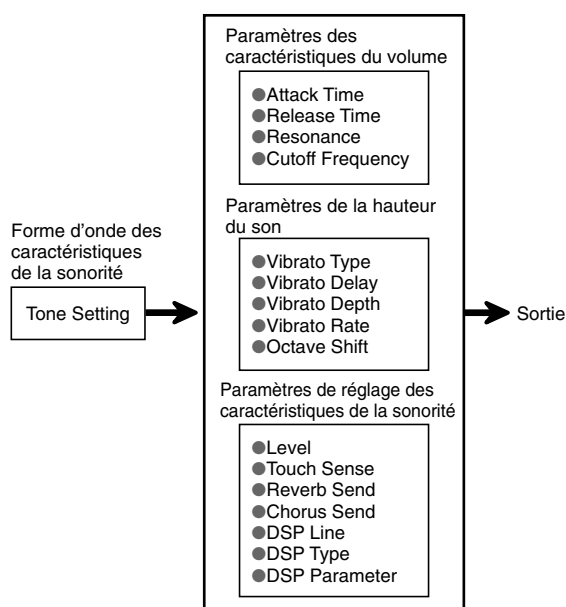 Forme d'onde des
caractéristiques
de la sonorité
Tone Setting
Paramètres des
caractéristiques du volume
●Attack Time
●Release Time
●Resonance
●Cutoff Frequency
Paramètres de la hauteur
du son
●Vibrato Type
●Vibrato Delay
●Vibrato Depth
●Vibrato Rate
●Octave Shift
Paramètres de réglage des
caractéristiques de la sonorité
●Level
●Touch Sense
●Reverb Send
●Chorus Send
●DSP Line
●DSP Type
●DSP Parameter
Sortie